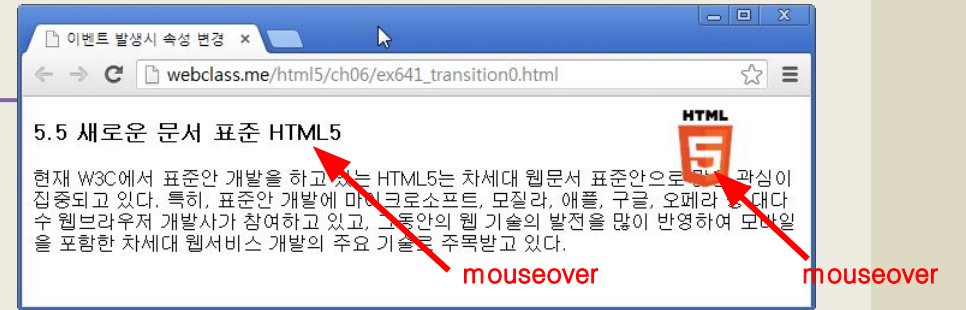 이벤트 발생시 속성 변경
webclass.me/html5/ch06/ex641_transition0.html
HTML
5
5.5 새로운 문서 표준 HTML5
현재 W3C에서 표준안 개발을 하고 있는 HTML5는 차세대 웹문서 표준안으로 관심이
집중되고 있다. 특히, 표준안 개발에 마이크로소프트, 모질라, 애플, 구글, 오페라 등 대다
수 웹브라우저 개발사가 참여하고 있고, 그동안의 웹 기술의 발전을 많이 반영하여 모바일
을 포함한 차세대 웹서비스 개발의 주요 기술로 주목받고 있다.
mouseover
mouseover